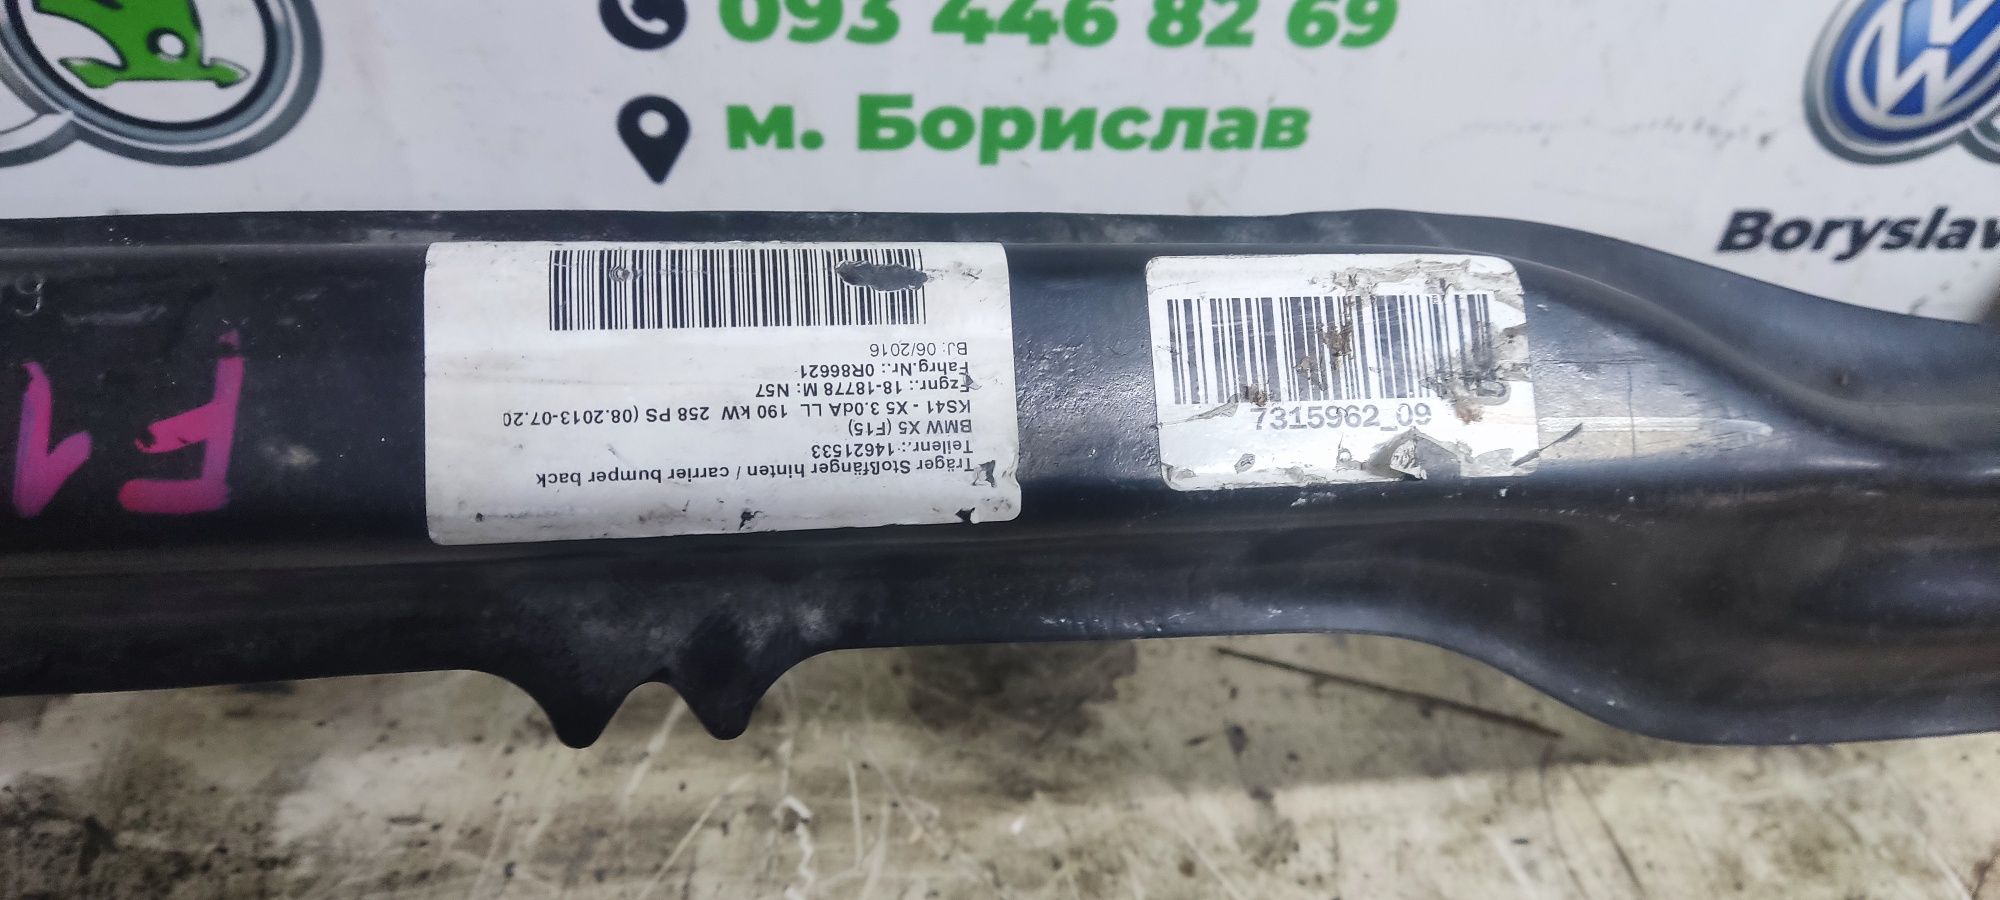 093 446 82 69
м. Борислав
Boryslav
Träger Stoßfänger hinten / carrier bumper back
Teilenr.: 14621533
BMW X5 (F15)
KS41 - X5 3.0dA LL 190 kW 258 PS (08.2013-07.20
Fzgnr.: 18-18778 M: N57
Fahrg.Nr.: 0R86621
BJ: 06/2016
7315962_09
F1